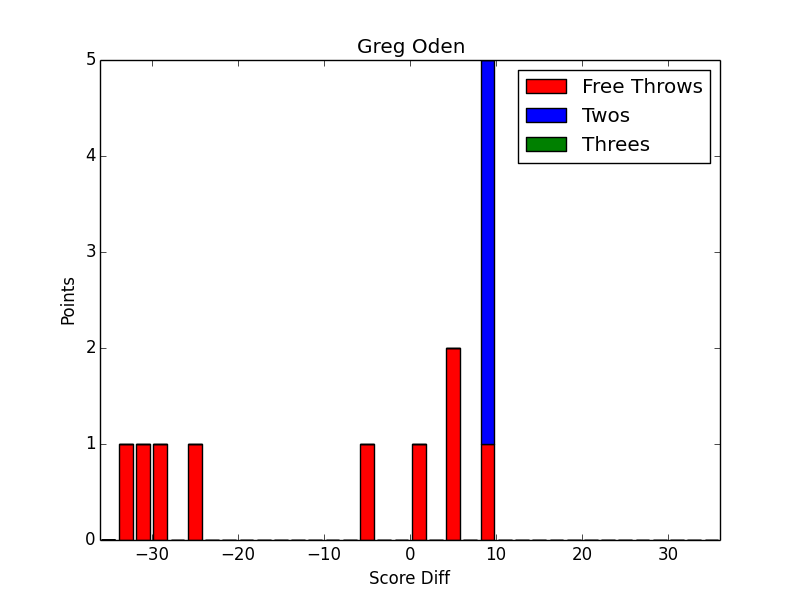 Greg Oden
Free Throws
Twos
Threes
5
4
3
2
1
0
Points
−30
−20
−10
0
10
20
30
Score Diff